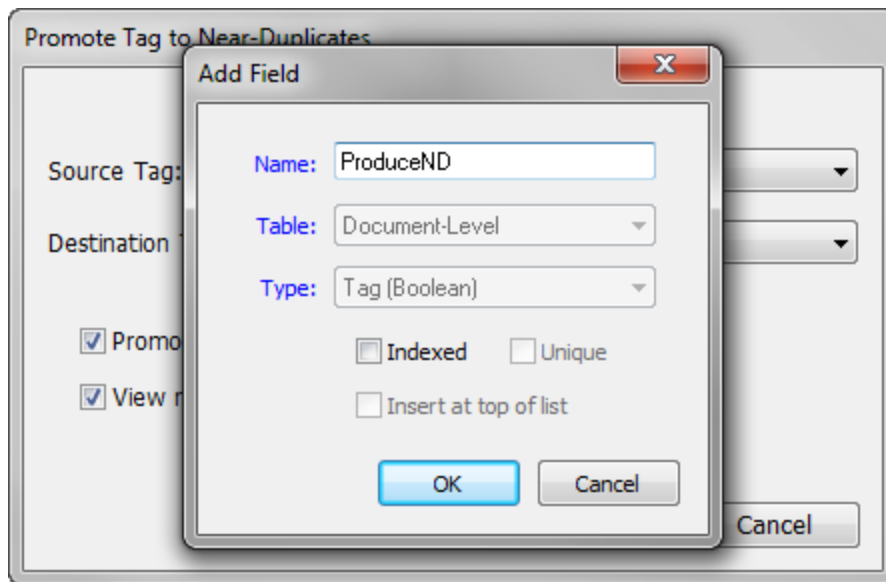 Promote Tag to Near-Duplicates
Add Field
Name: ProduceND
Table: Document-Level
Type: Tag (Boolean)
Indexed Unique
Insert at top of list
OK Cancel
Source Tag:
Destination
Promo
View
Cancel